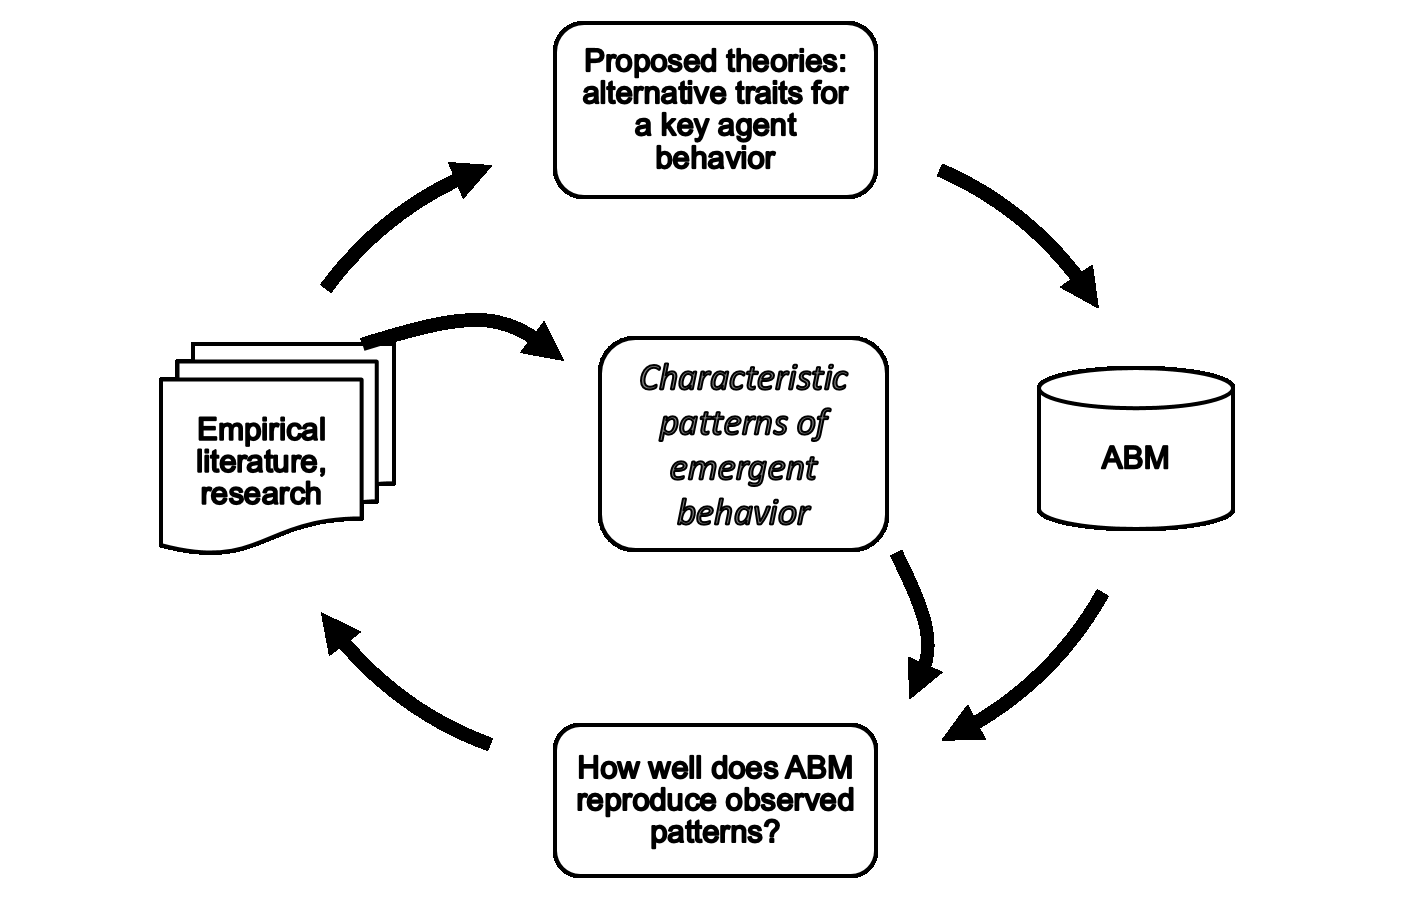 Proposed theories:
alternative traits for
a key agent
behavior
Empirical
literature,
research
Characteristic
patterns of
emergent
behavior
ABM
How well does ABM
reproduce observed
patterns?